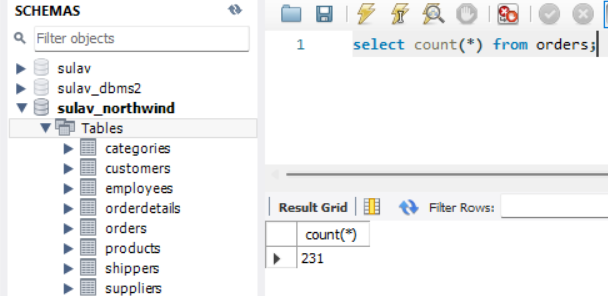 SCHEMAS
Filter objects
sulav
sulav_dbms2
sulav_northwind
Tables
categories
customers
employees
orderdetails
orders
products
shippers
suppliers
1 select count(*) from orders;
Result Grid Filter Rows:
count(*)
231